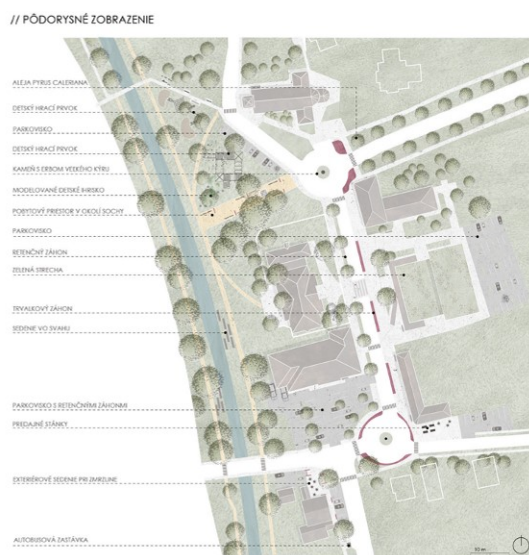 // PÔDORYSNÉ ZOBRAZENIE
ALEJA PYRUS CALERIANA
DETSKÝ HRACÍ PRVOK
PARKOVISKO
DETSKÝ HRACÍ PRVOK
KAMEŇ S ERBOM VEĽKÉHO KÝRU
MODELOVANÉ DETSKÉ IHRISKO
POBYTOVÝ PRIESTOR V OKOLÍ SOCHY
PARKOVISKO
RETENČNÝ ZÁHON
ZELENÁ STRECHA
TRVALKOVÝ ZÁHON
SEDENIE VO SVAHU
PARKOVISKO S RETENČNÝMI ZÁHONMI
PREDAJNÉ STÁNKY
EXTERIÉROVÉ SEDENIE PRI ZMRZLINE
AUTOBUSOVÁ ZASTÁVKA